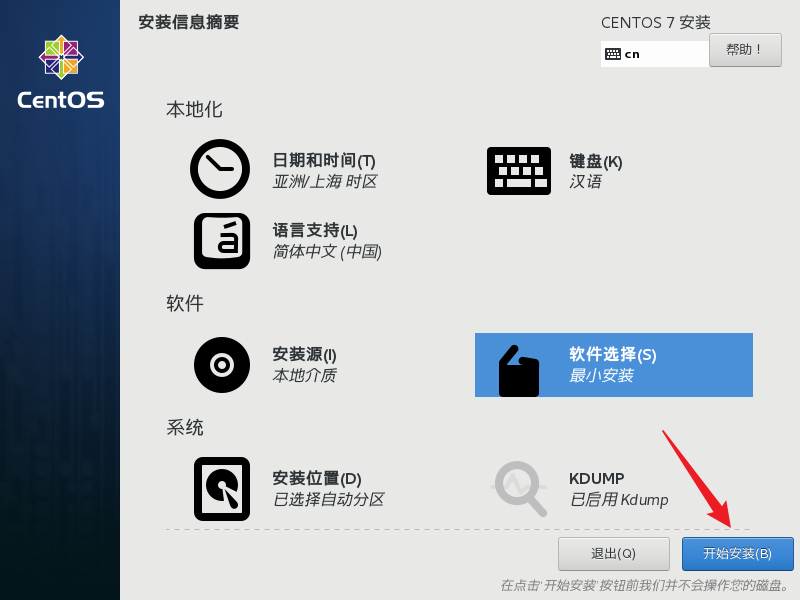 安装信息摘要
CENTOS 7 安装
cn
帮助！
CentOS
本地化
日期和时间(T)
亚洲/上海 时区
键盘(K)
汉语
语言支持(L)
简体中文 (中国)
软件
安装源(I)
本地介质
软件选择(S)
最小安装
系统
安装位置(D)
已选择自动分区
KDUMP
已启用 Kdump
退出(Q)
开始安装(B)
在点击'开始安装'按钮前我们并不会操作您的磁盘。